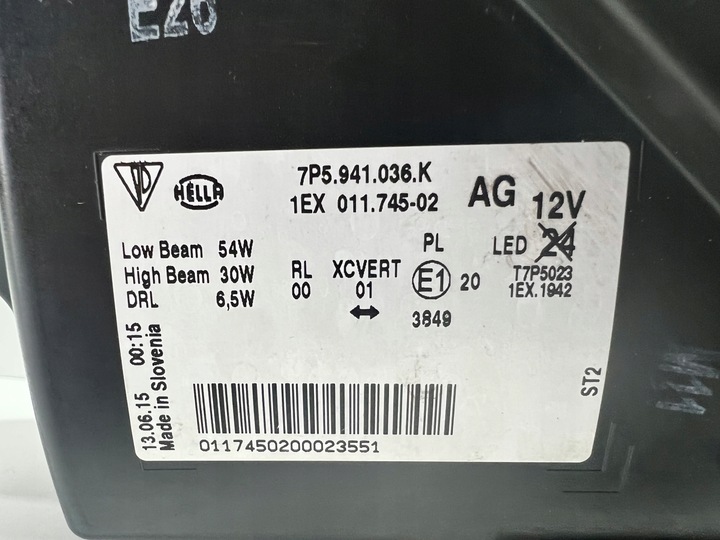 E26
HELLA
7P5.941.036.K
1EX 011.745-02
AG 12V
Low Beam 54W
High Beam 30W
DRL 6,5W
RL
00
XCVERT
01
PL
E1 20
3849
LED 24
T7P5023
1EX.1942
13.06.15 00:15
Made in Slovenia
ST2
0117450200023551